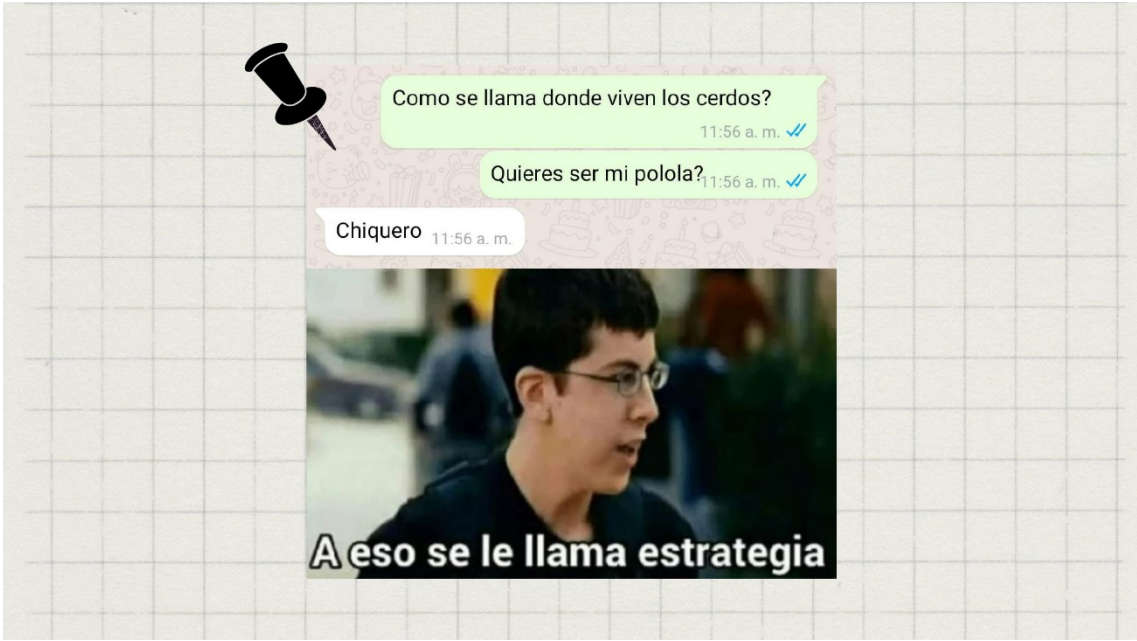 Como se llama donde viven los cerdos?
11:56 a. m.
Quieres ser mi polola?
11:56 a. m.
Chiquero
11:56 a. m.
A eso se le llama estrategia